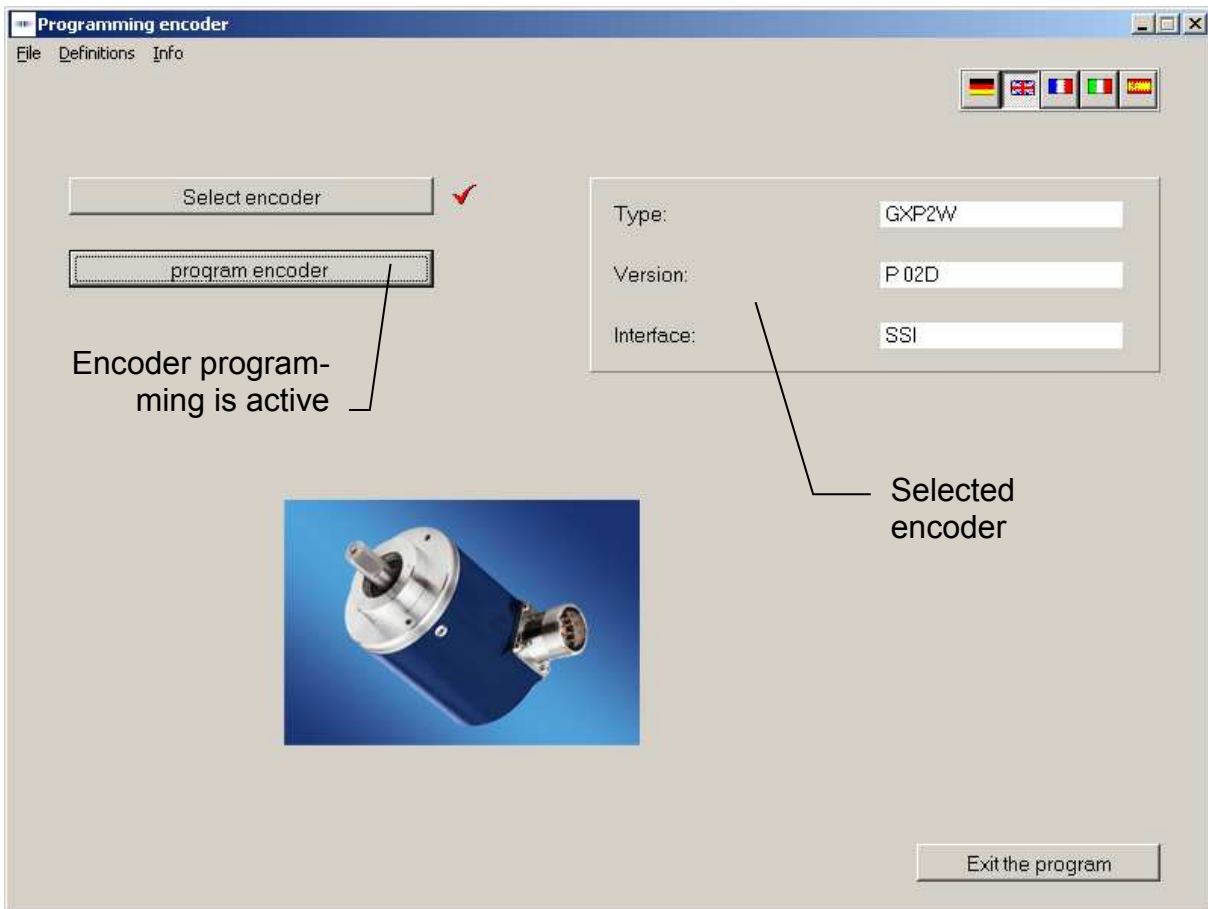 Programming encoder
File Definitions Info
Select encoder
program encoder
Type: GXP2W
Version: P 02D
Interface: SSI
Encoder program-
ming is active
Selected
encoder
Exit the program